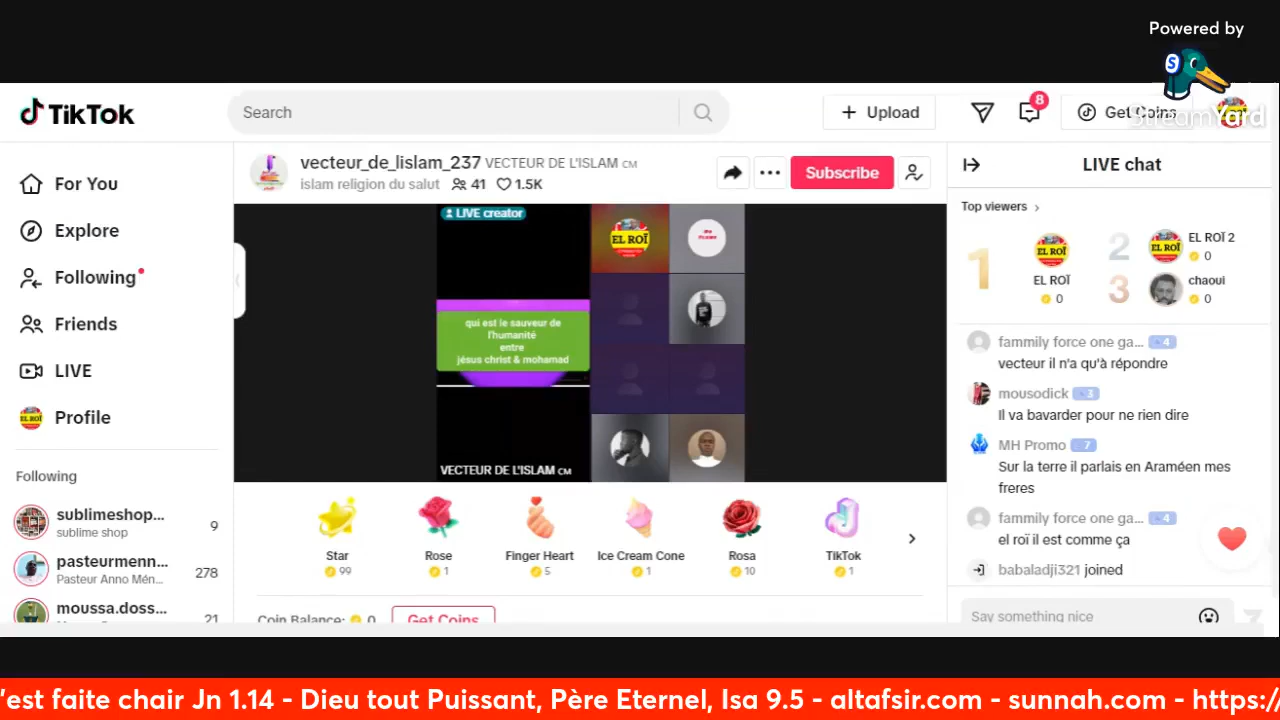 Powered by
StreamYard
TikTok
Search
Upload
8
Get Coins
For You
Explore
Following
Friends
LIVE
Profile
Following
sublimeshop...
sublime shop
9
pasteurmenn...
Pasteur Anno Mén...
278
moussa.doss...
21
vecteur_de_lislam_237 VECTEUR DE L'ISLAM CM
islam religion du salut 41 1.5K
Subscribe
LIVE creator
EL ROÏ
qui est le sauveur de
l'humanité
entre
jésus christ & mohamad
VECTEUR DE L'ISLAM CM
Star
99
Rose
1
Finger Heart
5
Ice Cream Cone
1
Rosa
10
TikTok
1
Coin Balance: 0
Get Coins
LIVE chat
Top viewers
1
EL ROÏ
EL ROÏ
0
2
EL ROÏ
EL ROÏ 2
0
3
chaoui
0
fammily force one ga... 4
vecteur il n'a qu'à répondre
mousodick 3
Il va bavarder pour ne rien dire
MH Promo 7
Sur la terre il parlais en Araméen mes
freres
fammily force one ga... 4
el roï il est comme ça
babaladji321 joined
Say something nice
'est faite chair Jn 1.14 - Dieu tout Puissant, Père Eternel, Isa 9.5 - altafsir.com - sunnah.com - https:/